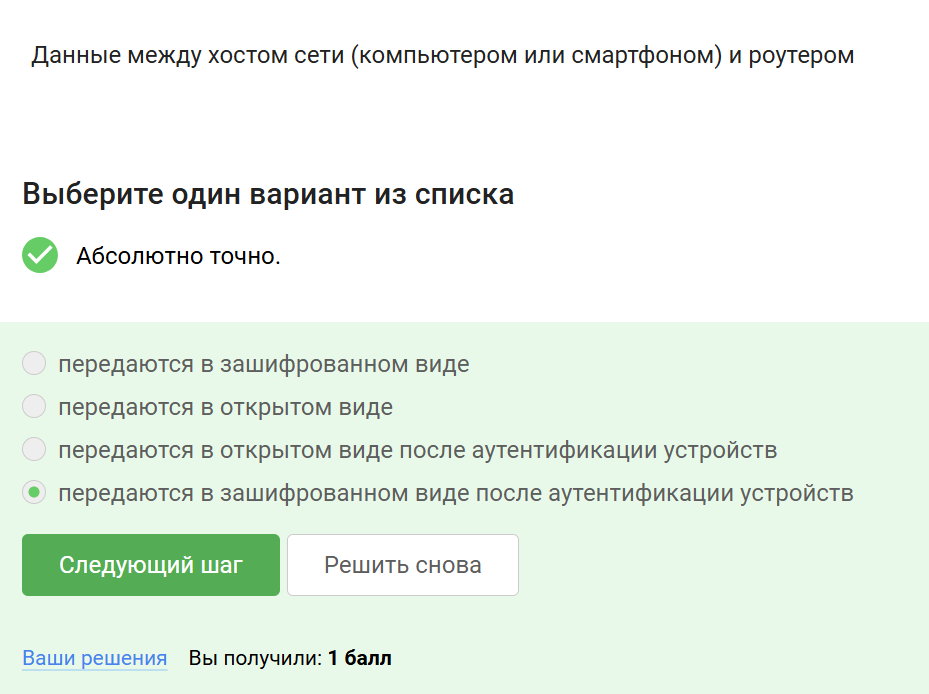 Данные между хостом сети (компьютером или смартфоном) и роутером
Выберите один вариант из списка
Абсолютно точно.
передаются в зашифрованном виде
передаются в открытом виде
передаются в открытом виде после аутентификации устройств
передаются в зашифрованном виде после аутентификации устройств
Следующий шаг Решить снова
Ваши решения Вы получили: 1 балл